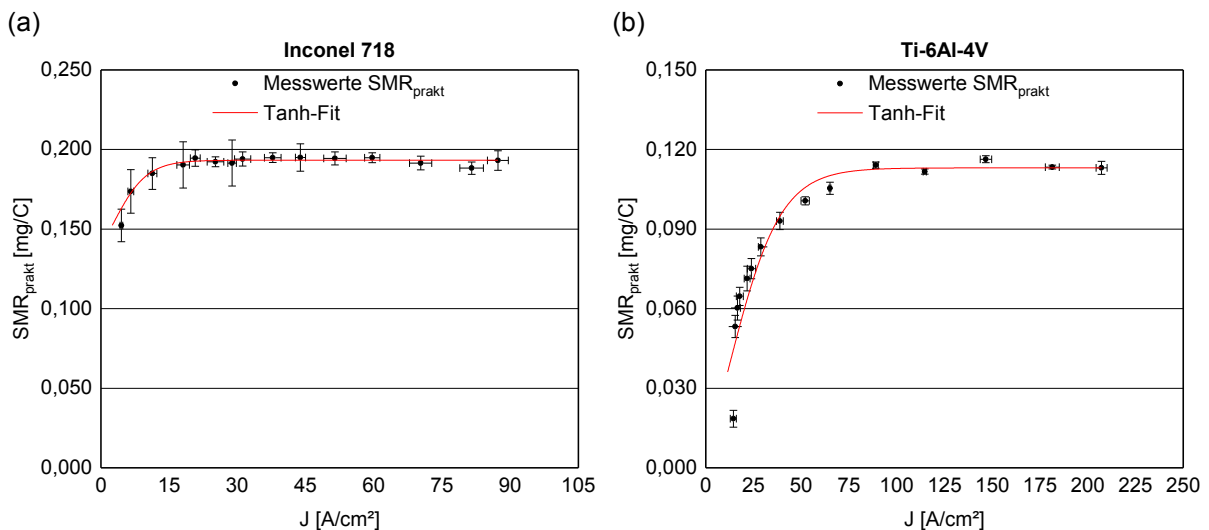 (a)
Inconel 718
0,250
0,200
0,150
0,100
0,050
0,000
SMRprakt [mg/C]
Messwerte SMRprakt
Tanh-Fit
0 15 30 45 60 75 90 105
J [A/cm²]
(b)
Ti-6Al-4V
0,150
0,120
0,090
0,060
0,030
0,000
SMRprakt [mg/C]
Messwerte SMRprakt
Tanh-Fit
0 25 50 75 100 125 150 175 200 225 250
J [A/cm²]